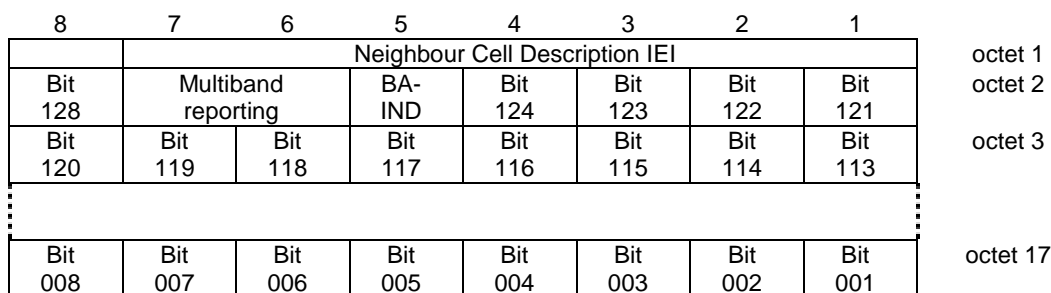 8 7 6 5 4 3 2 1
Neighbour Cell Description IEI octet 1
Bit Multiband BA- Bit Bit Bit Bit octet 2
128 reporting IND 124 123 122 121
Bit Bit Bit Bit Bit Bit Bit Bit octet 3
120 119 118 117 116 115 114 113
Bit Bit Bit Bit Bit Bit Bit Bit octet 17
008 007 006 005 004 003 002 001